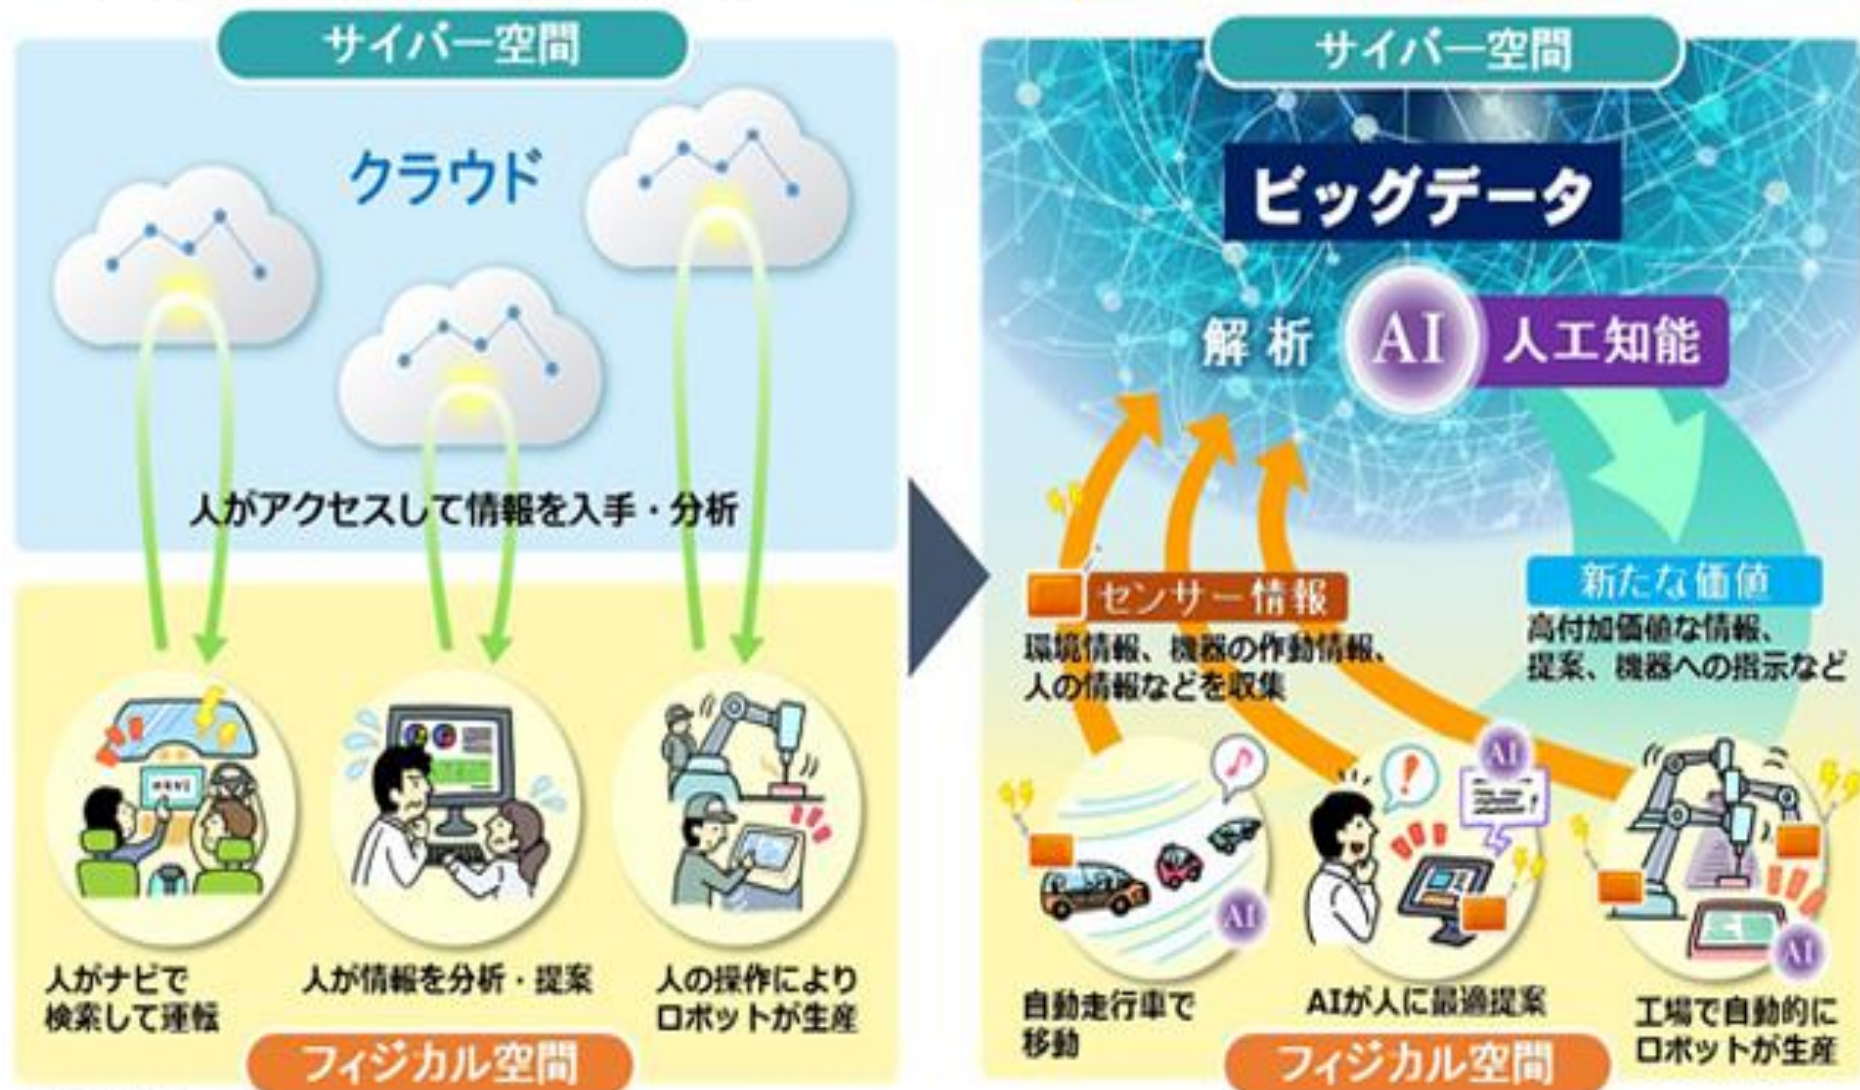 サイバー空間
クラウド
人がアクセスして情報を入手・分析
人がナビで
検索して運転
人が情報を分析・提案
人の操作により
ロボットが生産
フィジカル空間
サイバー空間
ビッグデータ
解析 AI 人工知能
センサー情報
環境情報、機器の作動情報、
人の情報などを収集
新たな価値
高付加価値な情報、
提案、機器への指示など
AI
AI
AI
自動走行車で
移動
AIが人に最適提案
工場で自動的に
ロボットが生産
フィジカル空間